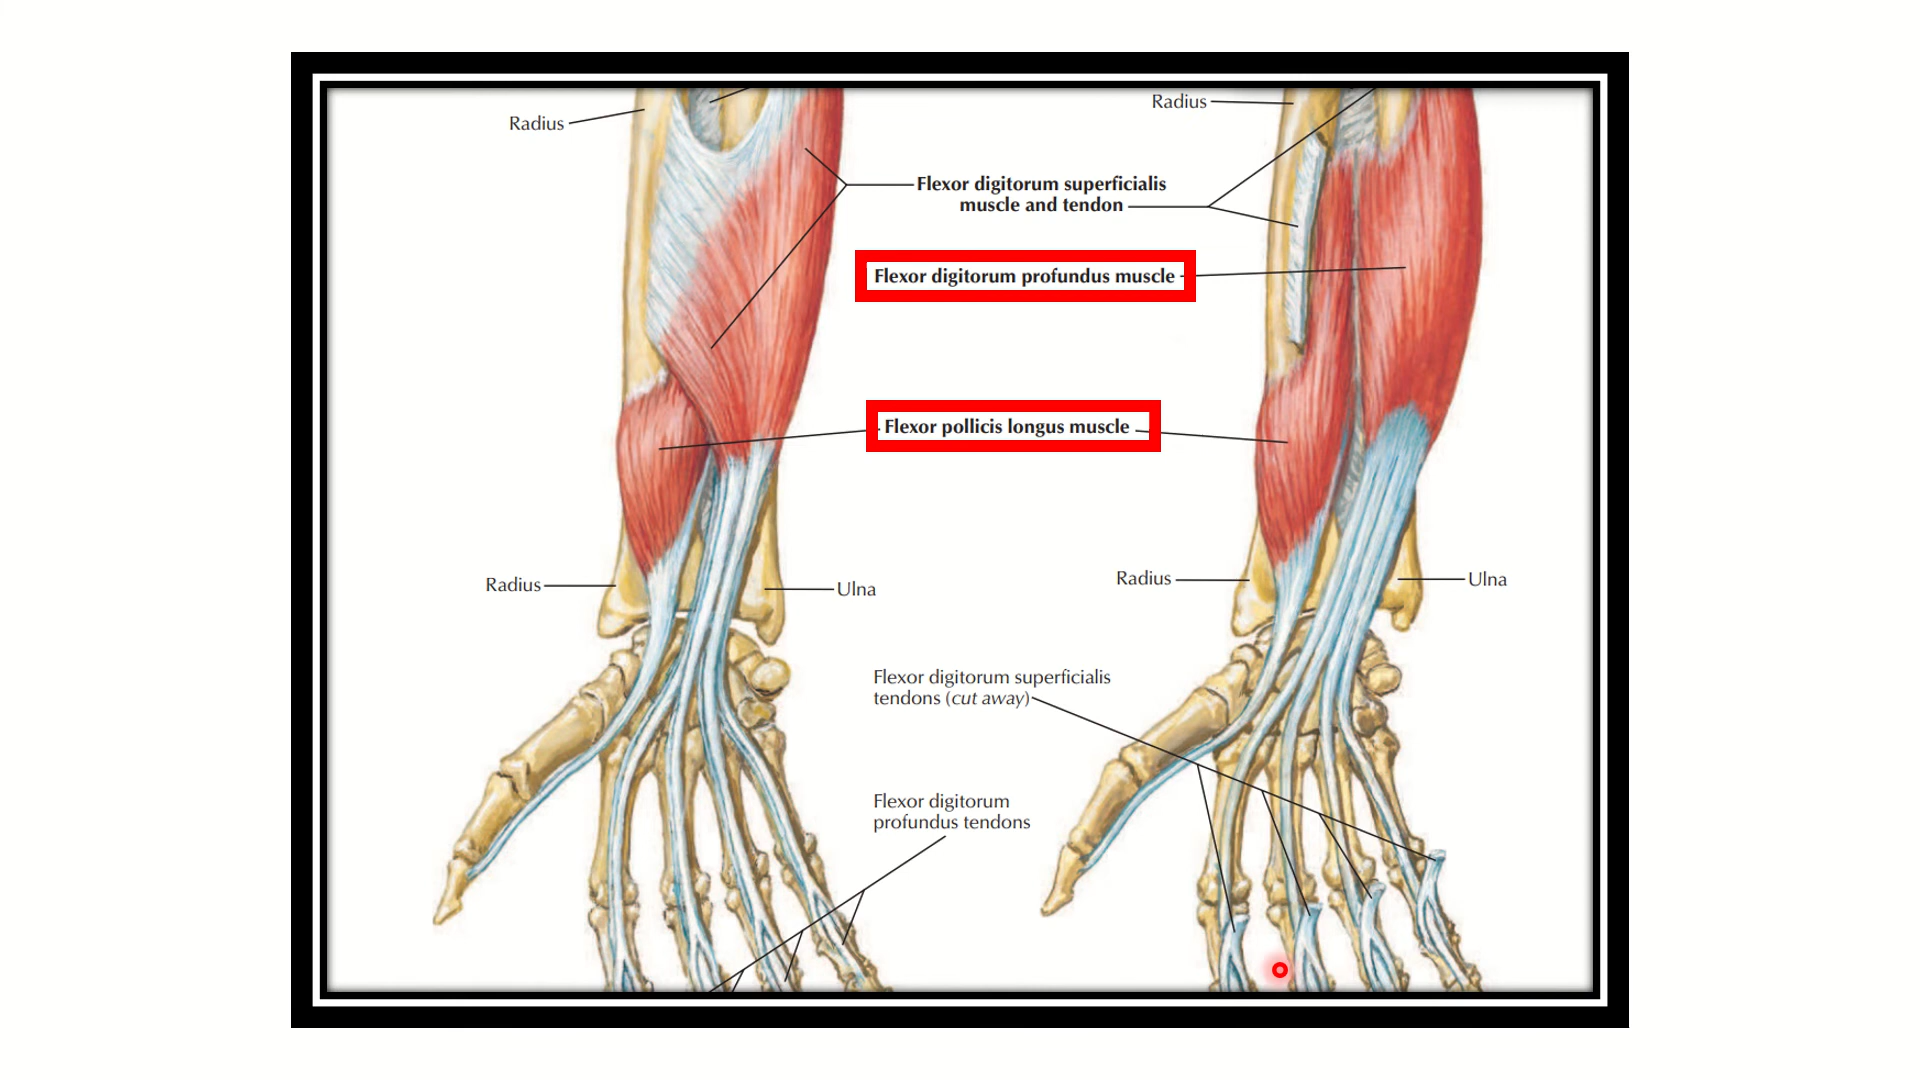 Radius
Radius
Flexor digitorum superficialis
muscle and tendon
Flexor digitorum profundus muscle
Flexor pollicis longus muscle
Radius
Ulna
Radius
Ulna
Flexor digitorum superficialis
tendons (cut away)
Flexor digitorum
profundus tendons